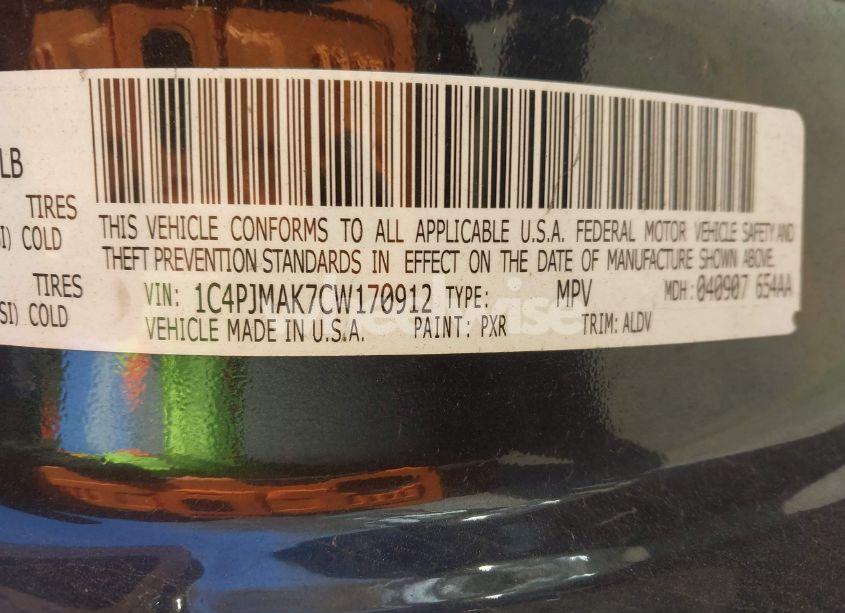 LB
TIRES
SI) COLD
TIRES
SI) COLD
THIS VEHICLE CONFORMS TO ALL APPLICABLE U.S.A. FEDERAL MOTOR VEHICLE SAFETY AND
THEFT PREVENTION STANDARDS IN EFFECT ON THE DATE OF MANUFACTURE SHOWN ABOVE.
VIN: 1C4PJMAK7CW170912 TYPE: MPV MDH: 040907 654AA
VEHICLE MADE IN U.S.A. PAINT: PXR TRIM: ALDV